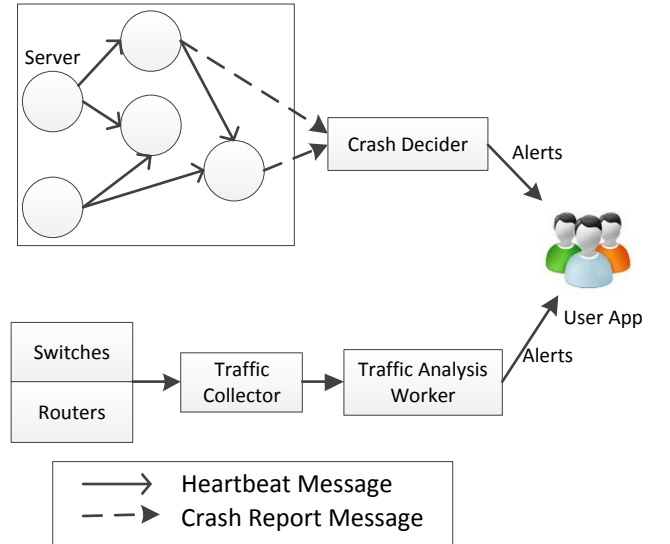 Server
Crash Decider
Alerts
User App
Switches
Routers
Traffic
Collector
Traffic Analysis
Worker
Alerts
Heartbeat Message
Crash Report Message